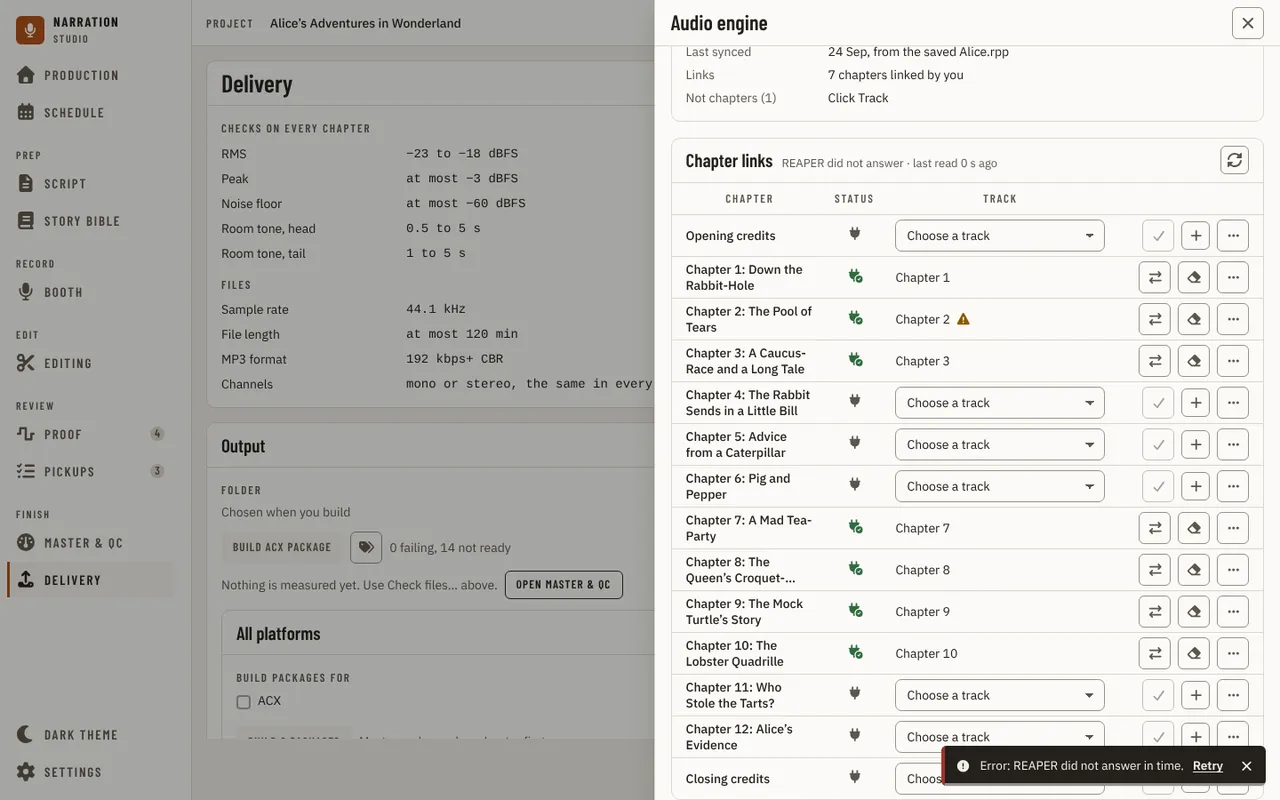 NARRATION
STUDIO
PRODUCTION
SCHEDULE
PREP
SCRIPT
STORY BIBLE
RECORD
BOOTH
EDIT
EDITING
REVIEW
PROOF 4
PICKUPS 3
FINISH
MASTER & QC
DELIVERY
DARK THEME
SETTINGS
PROJECT Alice’s Adventures in Wonderland
Delivery
CHECKS ON EVERY CHAPTER
RMS −23 to −18 dBFS
Peak at most −3 dBFS
Noise floor at most −60 dBFS
Room tone, head 0.5 to 5 s
Room tone, tail 1 to 5 s
FILES
Sample rate 44.1 kHz
File length at most 120 min
MP3 format 192 kbps+ CBR
Channels mono or stereo, the same in every
Output
FOLDER
Chosen when you build
BUILD ACX PACKAGE 0 failing, 14 not ready
Nothing is measured yet. Use Check files… above. OPEN MASTER & QC
All platforms
BUILD PACKAGES FOR
ACX
Audio engine
Last synced 24 Sep, from the saved Alice.rpp
Links 7 chapters linked by you
Not chapters (1) Click Track
Chapter links REAPER did not answer · last read 0 s ago
CHAPTER STATUS TRACK
Opening credits Choose a track
Chapter 1: Down the
Rabbit-Hole Chapter 1
Chapter 2: The Pool of
Tears Chapter 2
Chapter 3: A Caucus-
Race and a Long Tale Chapter 3
Chapter 4: The Rabbit
Sends in a Little Bill Choose a track
Chapter 5: Advice
from a Caterpillar Choose a track
Chapter 6: Pig and
Pepper Choose a track
Chapter 7: A Mad Tea-
Party Chapter 7
Chapter 8: The
Queen’s Croquet-… Chapter 8
Chapter 9: The Mock
Turtle’s Story Chapter 9
Chapter 10: The
Lobster Quadrille Chapter 10
Chapter 11: Who
Stole the Tarts? Choose a track
Chapter 12: Alice’s
Evidence Choose a track
Closing credits
Error: REAPER did not answer in time. Retry